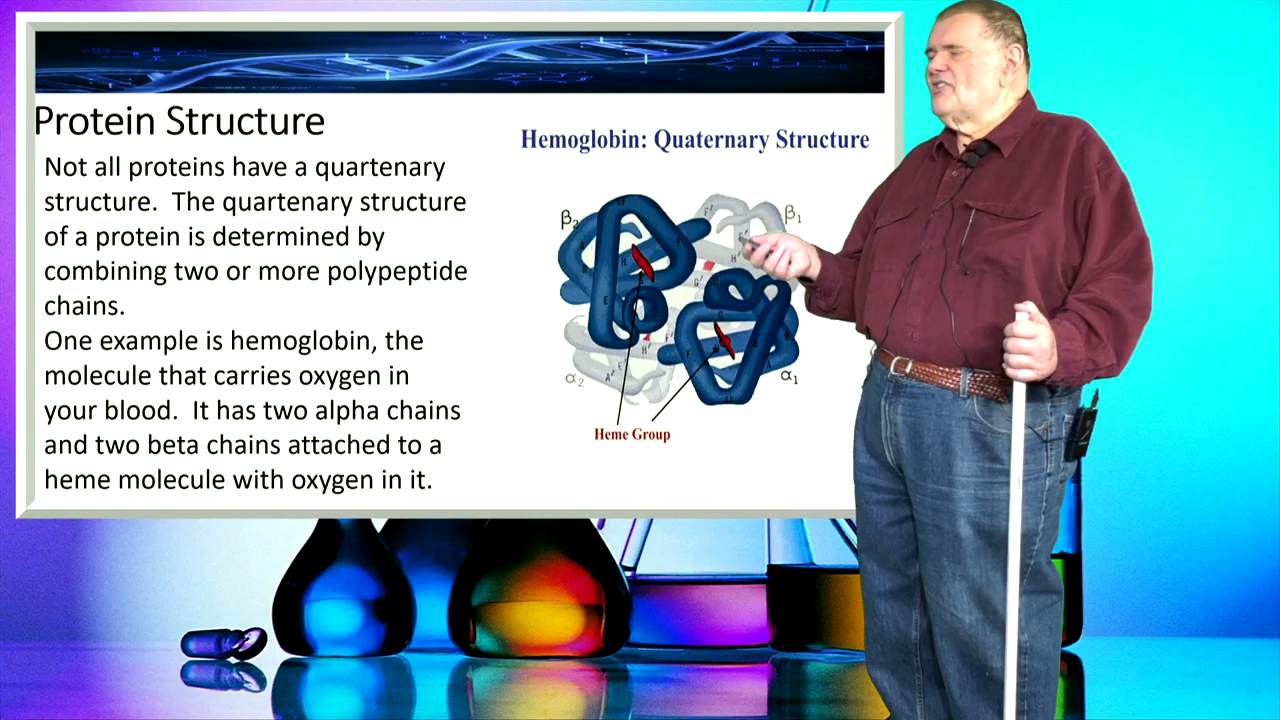 Protein Structure
Not all proteins have a quartenary
structure. The quartenary structure
of a protein is determined by
combining two or more polypeptide
chains.
One example is hemoglobin, the
molecule that carries oxygen in
your blood. It has two alpha chains
and two beta chains attached to a
heme molecule with oxygen in it.
Hemoglobin: Quaternary Structure
β₂
β₁
α₂
α₁
Heme Group